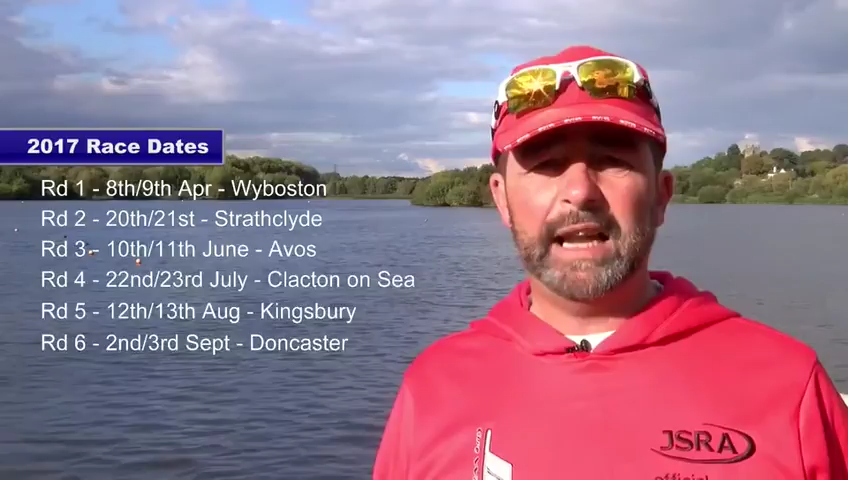 2017 Race Dates
Rd 1 - 8th/9th Apr - Wyboston
Rd 2 - 20th/21st - Strathclyde
Rd 3 - 10th/11th June - Avos
Rd 4 - 22nd/23rd July - Clacton on Sea
Rd 5 - 12th/13th Aug - Kingsbury
Rd 6 - 2nd/3rd Sept - Doncaster
JSRA
official